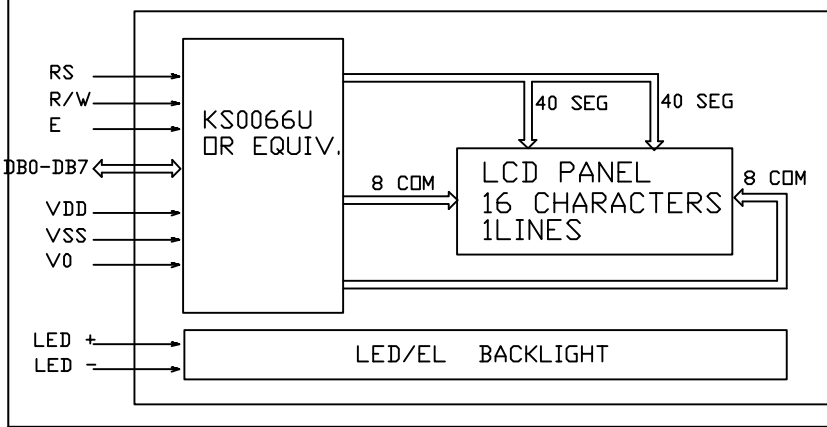 RS
R/W
E
DB0-DB7
VDD
VSS
V0
LED +
LED -
KS0066U
OR EQUIV.
40 SEG
40 SEG
8 COM
8 COM
LCD PANEL
16 CHARACTERS
1LINES
LED/EL BACKLIGHT